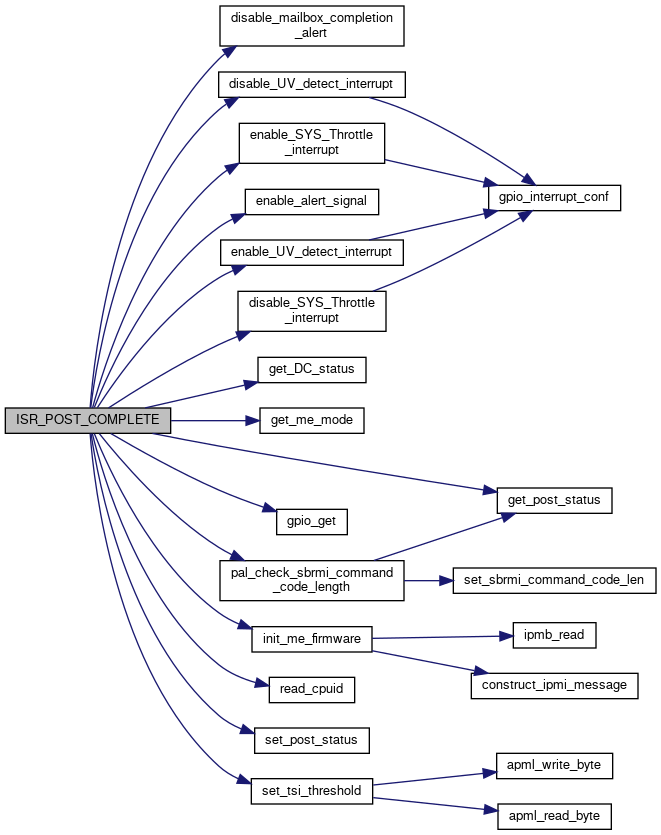 disable_mailbox_completion
_alert
disable_UV_detect_interrupt
enable_SYS_Throttle
_interrupt
gpio_interrupt_conf
enable_alert_signal
enable_UV_detect_interrupt
disable_SYS_Throttle
_interrupt
get_DC_status
ISR_POST_COMPLETE
get_me_mode
get_post_status
gpio_get
pal_check_sbrmi_command
_code_length
set_sbrmi_command_code_len
init_me_firmware
ipmb_read
construct_ipmi_message
read_cpuid
set_post_status
set_tsi_threshold
apml_write_byte
apml_read_byte